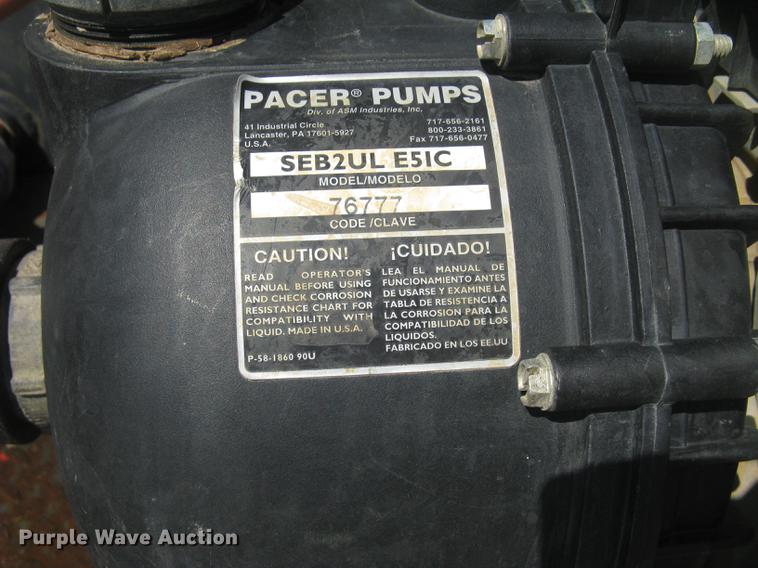 PACER® PUMPS
Div. of ASM Industries, Inc.
41 Industrial Circle
Lancaster, PA 17601-5927
U.S.A.
717-656-2161
800-233-3861
Fax 717-656-0477
SEB2UL E5IC
MODEL/MODELO
76777
CODE /CLAVE
CAUTION!
READ OPERATOR'S
MANUAL BEFORE USING
AND CHECK CORROSION
RESISTANCE CHART FOR
COMPATIBILITY WITH
LIQUID. MADE IN U.S.A.
P-58-1860 90U
¡CUIDADO!
LEA EL MANUAL DE
FUNCIONAMIENTO ANTES
DE USARSE Y EXAMINE LA
TABLA DE RESISTENCIA A
LA CORROSIÓN PARA LA
COMPATIBILIDAD DE LOS
LIQUIDOS.
FABRICADO EN LOS EE.UU
Purple Wave Auction